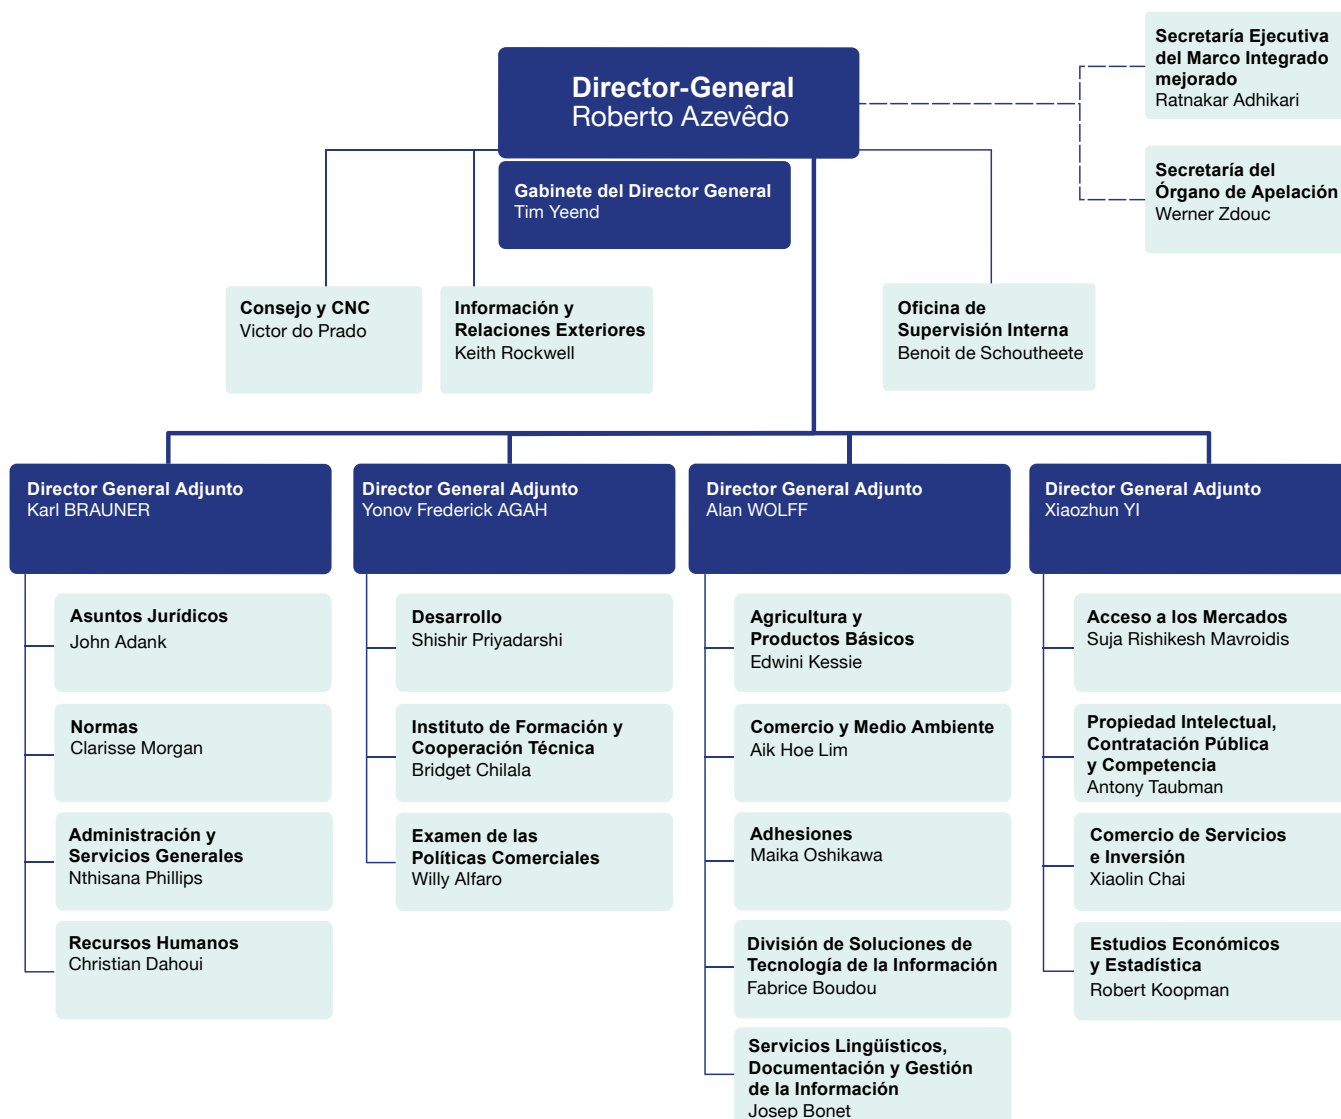 Director-General
Roberto Azevêdo
Secretaría Ejecutiva
del Marco Integrado
mejorado
Ratnakar Adhikari
Secretaría del
Órgano de Apelación
Werner Zdouc
Gabinete del Director General
Tim Yeend
Consejo y CNC
Victor do Prado
Información y
Relaciones Exteriores
Keith Rockwell
Oficina de
Supervisión Interna
Benoit de Schoutheete
Director General Adjunto
Karl BRAUNER
Asuntos Jurídicos
John Adank
Normas
Clarisse Morgan
Administración y
Servicios Generales
Nthisana Phillips
Recursos Humanos
Christian Dahoui
Director General Adjunto
Yonov Frederick AGAH
Desarrollo
Shishir Priyadarshi
Instituto de Formación y
Cooperación Técnica
Bridget Chilala
Examen de las
Políticas Comerciales
Willy Alfaro
Director General Adjunto
Alan WOLFF
Agricultura y
Productos Básicos
Edwini Kessie
Comercio y Medio Ambiente
Aik Hoe Lim
Adhesiones
Maika Oshikawa
División de Soluciones de
Tecnología de la Información
Fabrice Boudou
Servicios Lingüísticos,
Documentación y Gestión
de la Información
Josep Bonet
Director General Adjunto
Xiaozhun YI
Acceso a los Mercados
Suja Rishikesh Mavroidis
Propiedad Intelectual,
Contratación Pública
y Competencia
Antony Taubman
Comercio de Servicios
e Inversión
Xiaolin Chai
Estudios Económicos
y Estadística
Robert Koopman